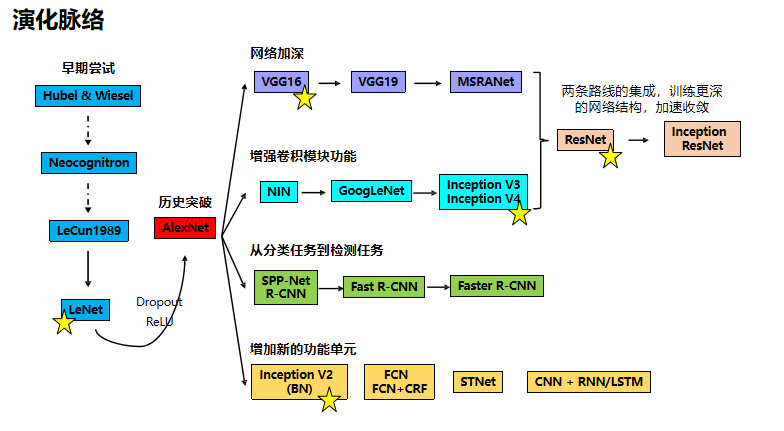 演化脉络
早期尝试
Hubel & Wiesel
Neocognitron
LeCun1989
LeNet
Dropout
ReLU
历史突破
AlexNet
网络加深
VGG16
VGG19
MSRANet
增强卷积模块功能
NIN
GoogLeNet
Inception V3
Inception V4
两条路线的集成，训练更深
的网络结构，加速收敛
ResNet
Inception
ResNet
从分类任务到检测任务
SPP-Net
R-CNN
Fast R-CNN
Faster R-CNN
增加新的功能单元
Inception V2
(BN)
FCN
FCN+CRF
STNet
CNN + RNN/LSTM